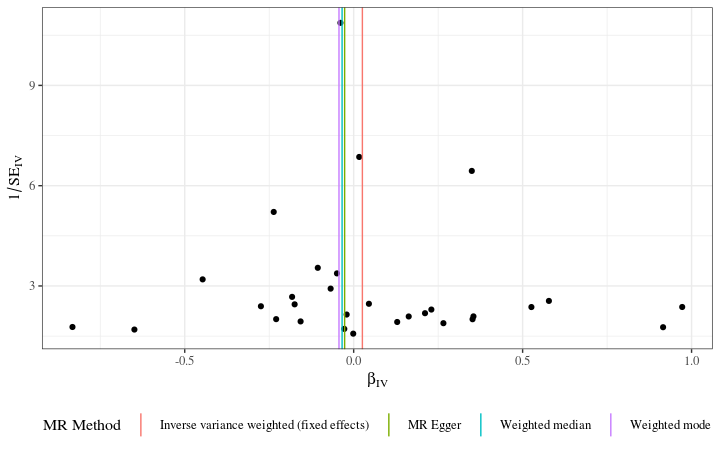 9
6
3
1/SE_IV
-0.5 0.0 0.5 1.0
β_IV
MR Method Inverse variance weighted (fixed effects) MR Egger Weighted median Weighted mode